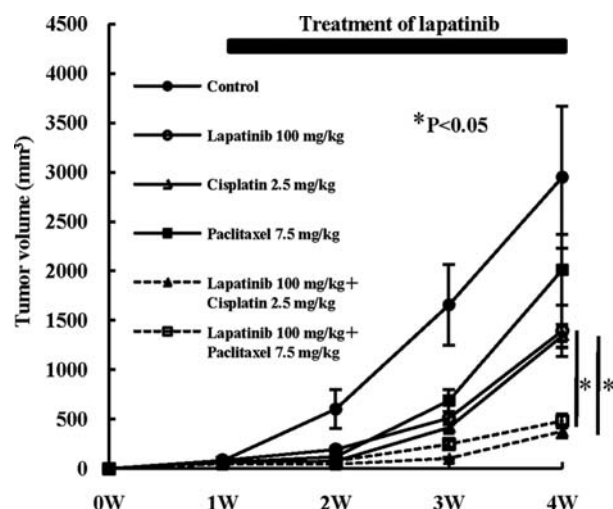 Treatment of lapatinib
4500
4000
3500
3000
2500
2000
1500
1000
500
0
Tumor volume (mm³)
Control
*P<0.05
Lapatinib 100 mg/kg
Cisplatin 2.5 mg/kg
Paclitaxel 7.5 mg/kg
Lapatinib 100 mg/kg+
Cisplatin 2.5 mg/kg
Lapatinib 100 mg/kg+
Paclitaxel 7.5 mg/kg
* *
0W 1W 2W 3W 4W